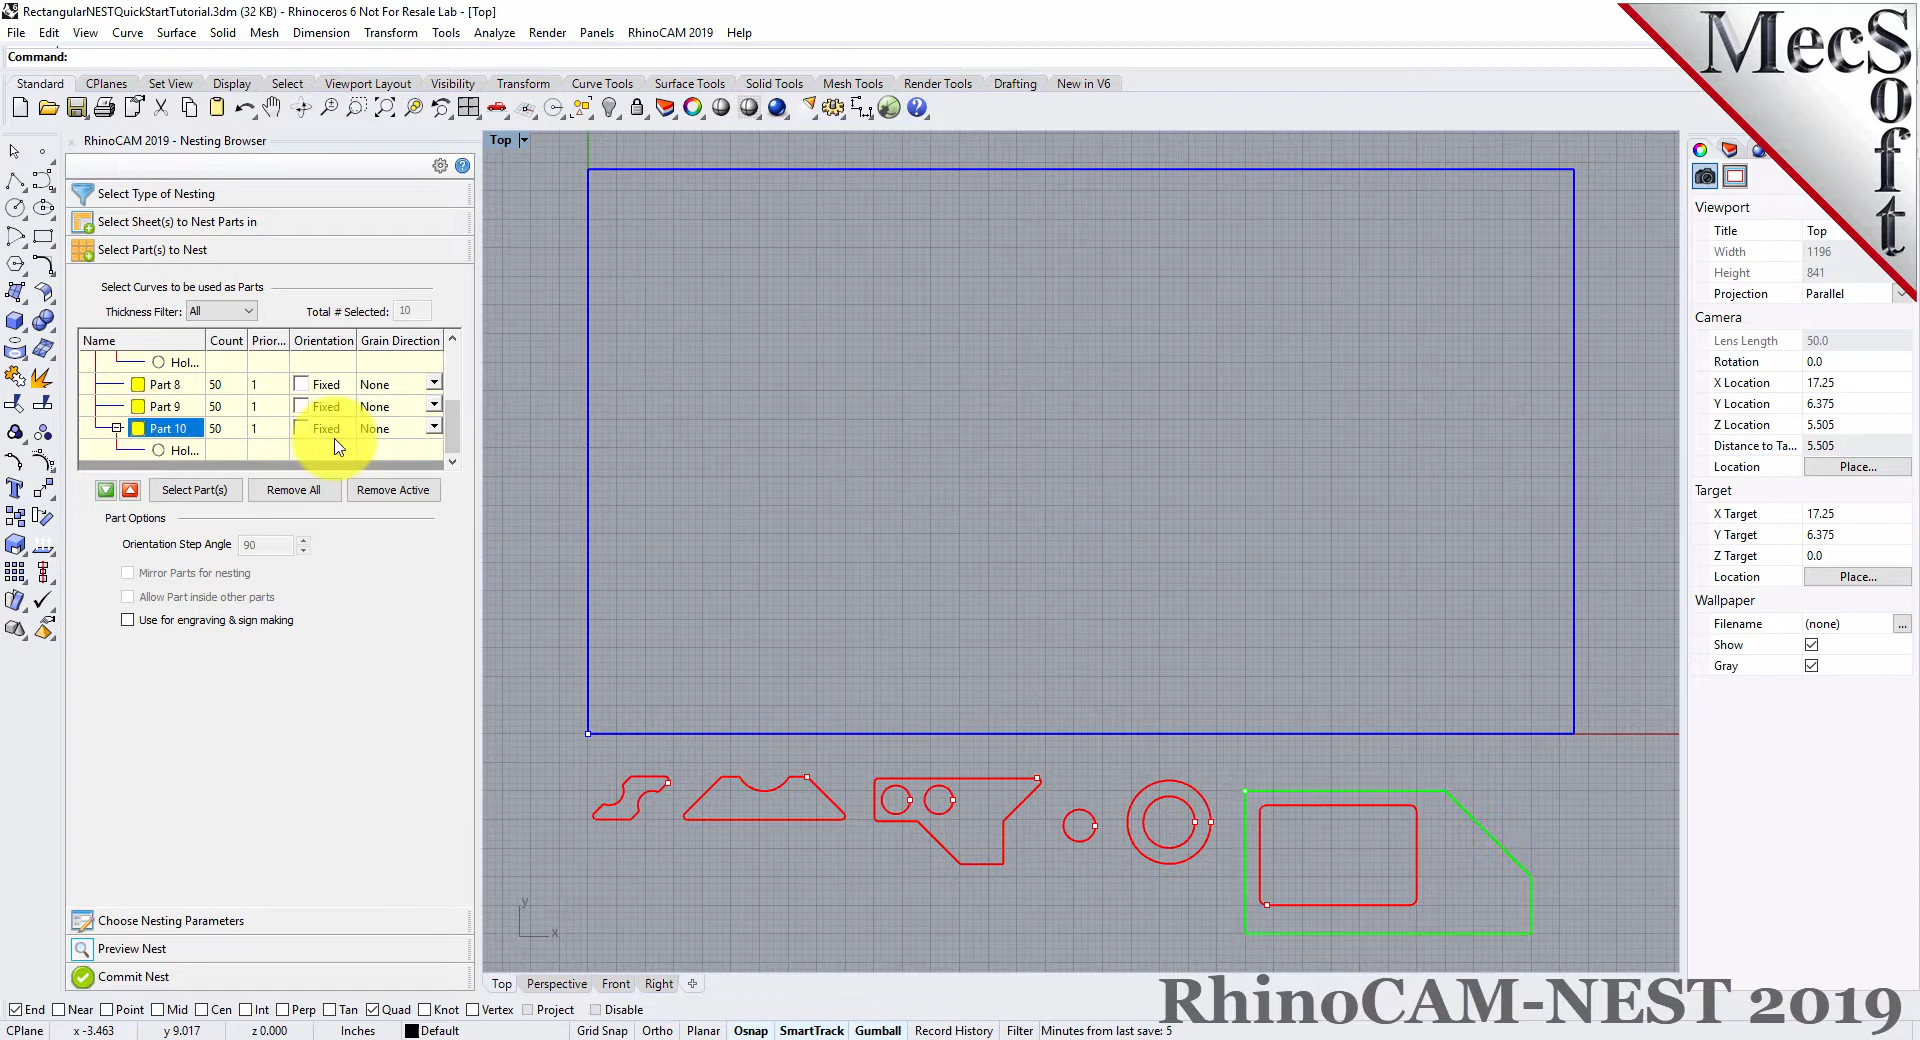 RectangularNESTQuickStartTutorial.3dm (32 KB) - Rhinoceros 6 Not For Resale Lab - [Top]
File Edit View Curve Surface Solid Mesh Dimension Transform Tools Analyze Render Panels RhinoCAM 2019 Help
Command:
Standard CPlanes Set View Display Select Viewport Layout Visibility Transform Curve Tools Surface Tools Solid Tools Mesh Tools Render Tools Drafting New in V6
RhinoCAM 2019 - Nesting Browser
Select Type of Nesting
Select Sheet(s) to Nest Parts in
Select Part(s) to Nest
Select Curves to be used as Parts
Thickness Filter: All Total # Selected: 10
Name Count Prior... Orientation Grain Direction
Hol...
Part 8 50 1 Fixed None
Part 9 50 1 Fixed None
Part 10 50 1 Fixed None
Hol...
Select Part(s) Remove All Remove Active
Part Options
Orientation Step Angle 90
Mirror Parts for nesting
Allow Part inside other parts
Use for engraving & sign making
Choose Nesting Parameters
Preview Nest
Commit Nest
Top
y
x
Top Perspective Front Right
MecSoft
Viewport
Title Top
Width 1196
Height 841
Projection Parallel
Camera
Lens Length 50.0
Rotation 0.0
X Location 17.25
Y Location 6.375
Z Location 5.505
Distance to Ta... 5.505
Location Place...
Target
X Target 17.25
Y Target 6.375
Z Target 0.0
Location Place...
Wallpaper
Filename (none) ...
Show
Gray
RhinoCAM-NEST 2019
End Near Point Mid Cen Int Perp Tan Quad Knot Vertex Project Disable
CPlane x -3.463 y 9.017 z 0.000 Inches Default Grid Snap Ortho Planar Osnap SmartTrack Gumball Record History Filter Minutes from last save: 5